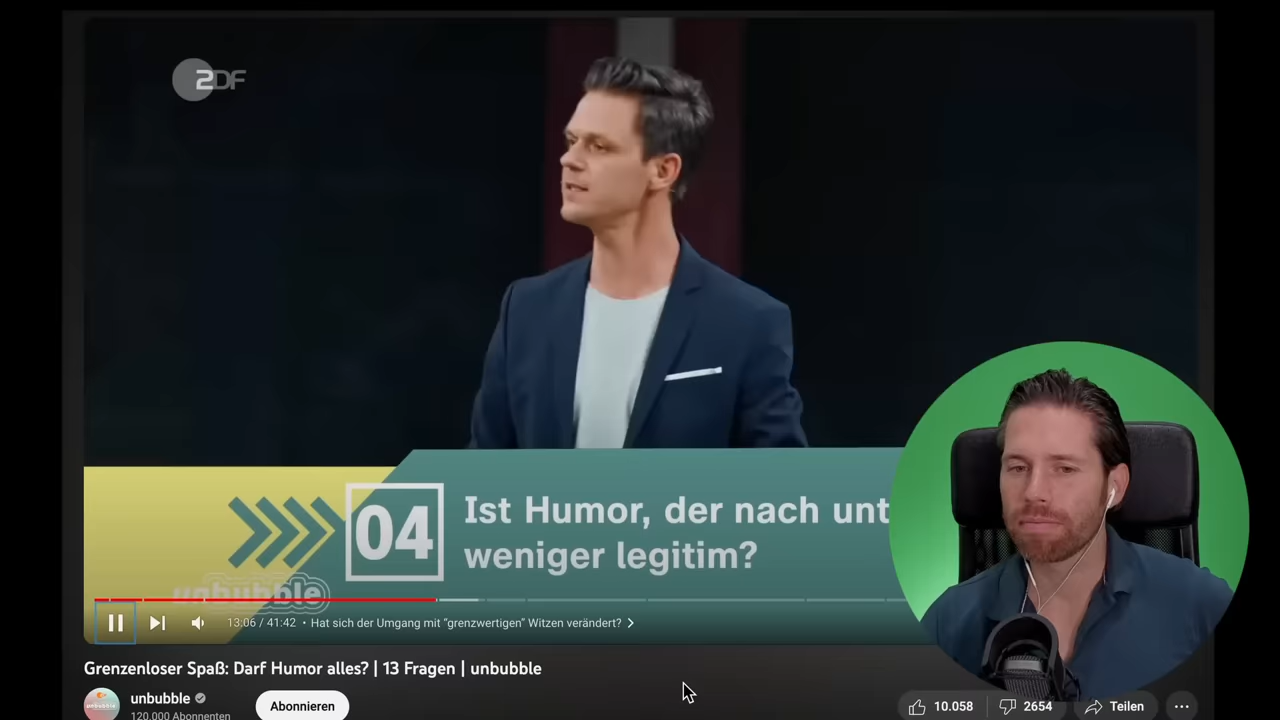 ZDF
04
Ist Humor, der nach unt
weniger legitim?
unbubble
13:06 / 41:42 • Hat sich der Umgang mit "grenzwertigen" Witzen verändert?
Grenzenloser Spaß: Darf Humor alles? | 13 Fragen | unbubble
unbubble
120.000 Abonnenten
Abonnieren
10.058
2654
Teilen